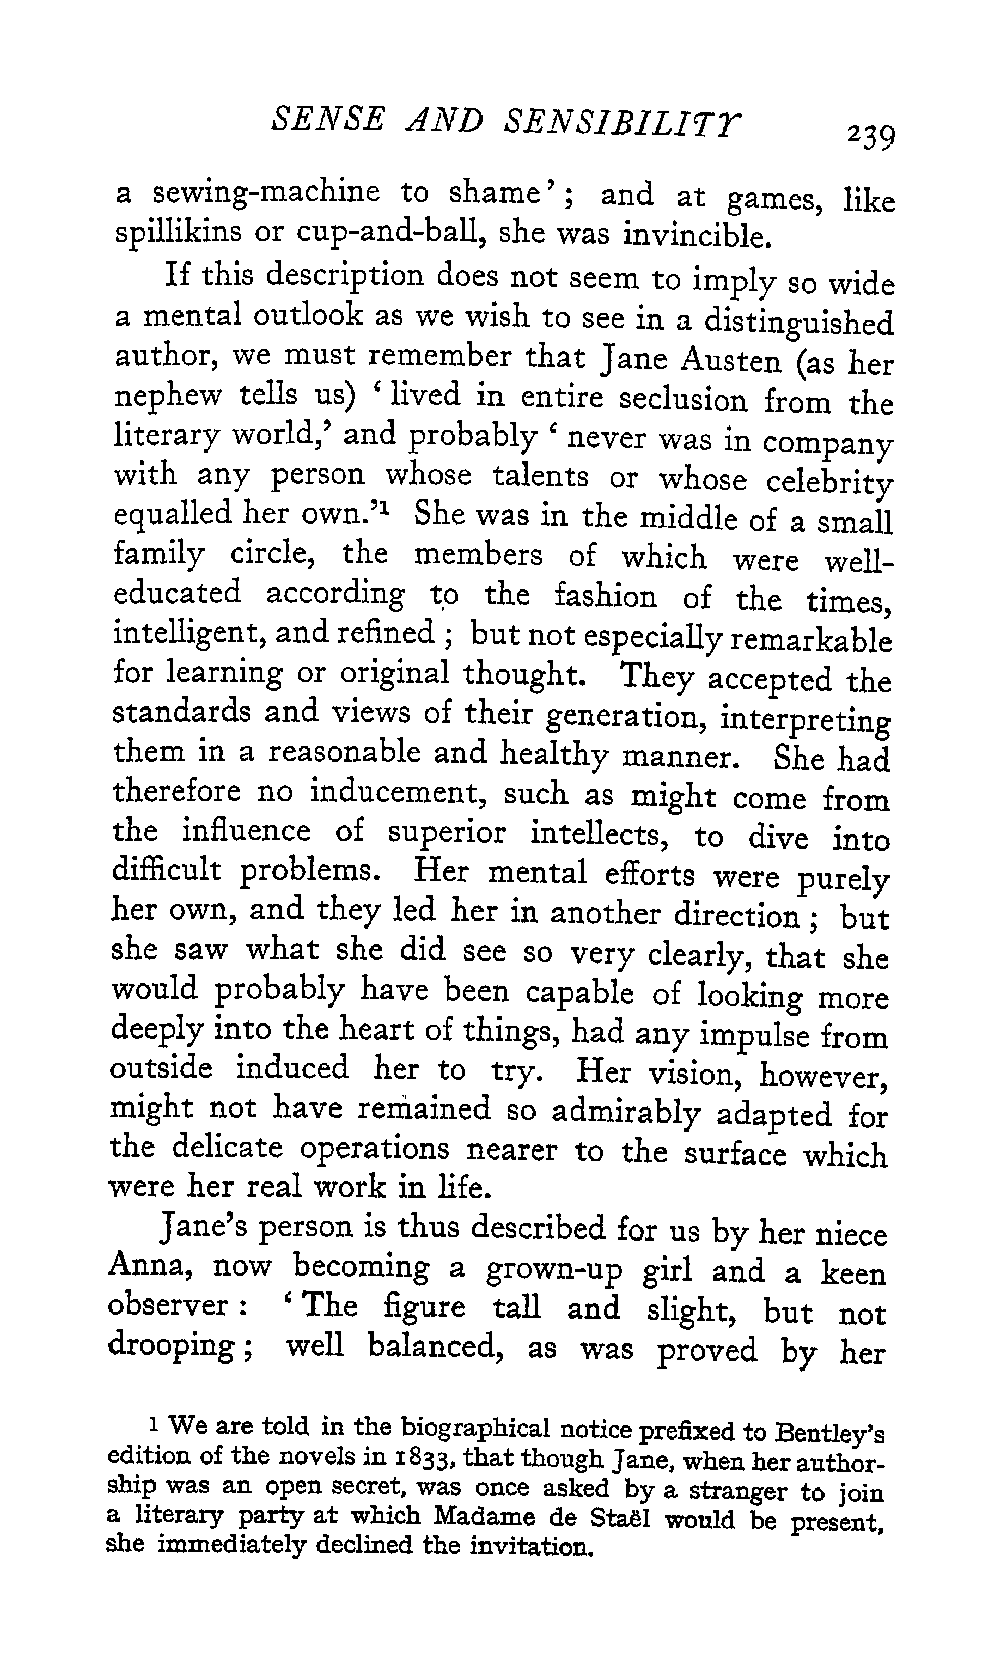 SENSE AND SENSIBILITY 239
a sewing-machine to shame’; and at games, like
spillikins or cup-and-ball, she was invincible.
If this description does not seem to imply so wide
a mental outlook as we wish to see in a distinguished
author, we must remember that Jane Austen (as her
nephew tells us) ‘lived in entire seclusion from the
literary world,’ and probably ‘never was in company
with any person whose talents or whose celebrity
equalled her own.’¹ She was in the middle of a small
family circle, the members of which were well-
educated according to the fashion of the times,
intelligent, and refined; but not especially remarkable
for learning or original thought. They accepted the
standards and views of their generation, interpreting
them in a reasonable and healthy manner. She had
therefore no inducement, such as might come from
the influence of superior intellects, to dive into
difficult problems. Her mental efforts were purely
her own, and they led her in another direction; but
she saw what she did see so very clearly, that she
would probably have been capable of looking more
deeply into the heart of things, had any impulse from
outside induced her to try. Her vision, however,
might not have remained so admirably adapted for
the delicate operations nearer to the surface which
were her real work in life.
Jane’s person is thus described for us by her niece
Anna, now becoming a grown-up girl and a keen
observer: ‘The figure tall and slight, but not
drooping; well balanced, as was proved by her
1 We are told in the biographical notice prefixed to Bentley’s
edition of the novels in 1833, that though Jane, when her author-
ship was an open secret, was once asked by a stranger to join
a literary party at which Madame de Staël would be present,
she immediately declined the invitation.